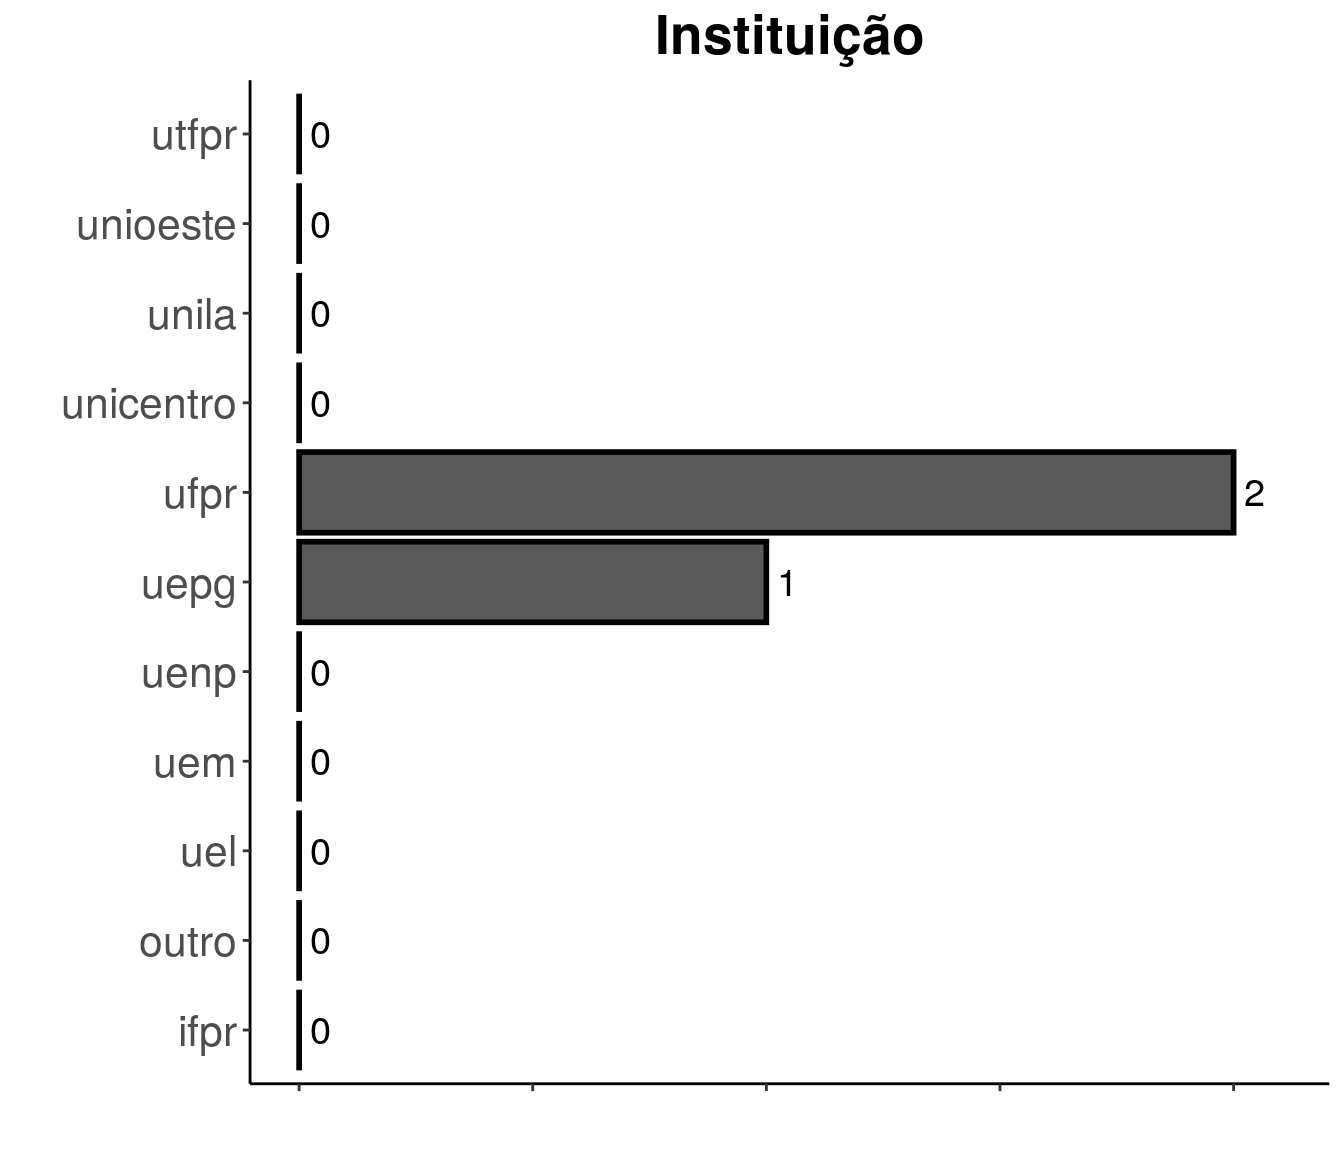 Instituição
utfpr 0
unioeste 0
unila 0
unicentro 0
ufpr 2
uepg 1
uenp 0
uem 0
uel 0
outro 0
ifpr 0